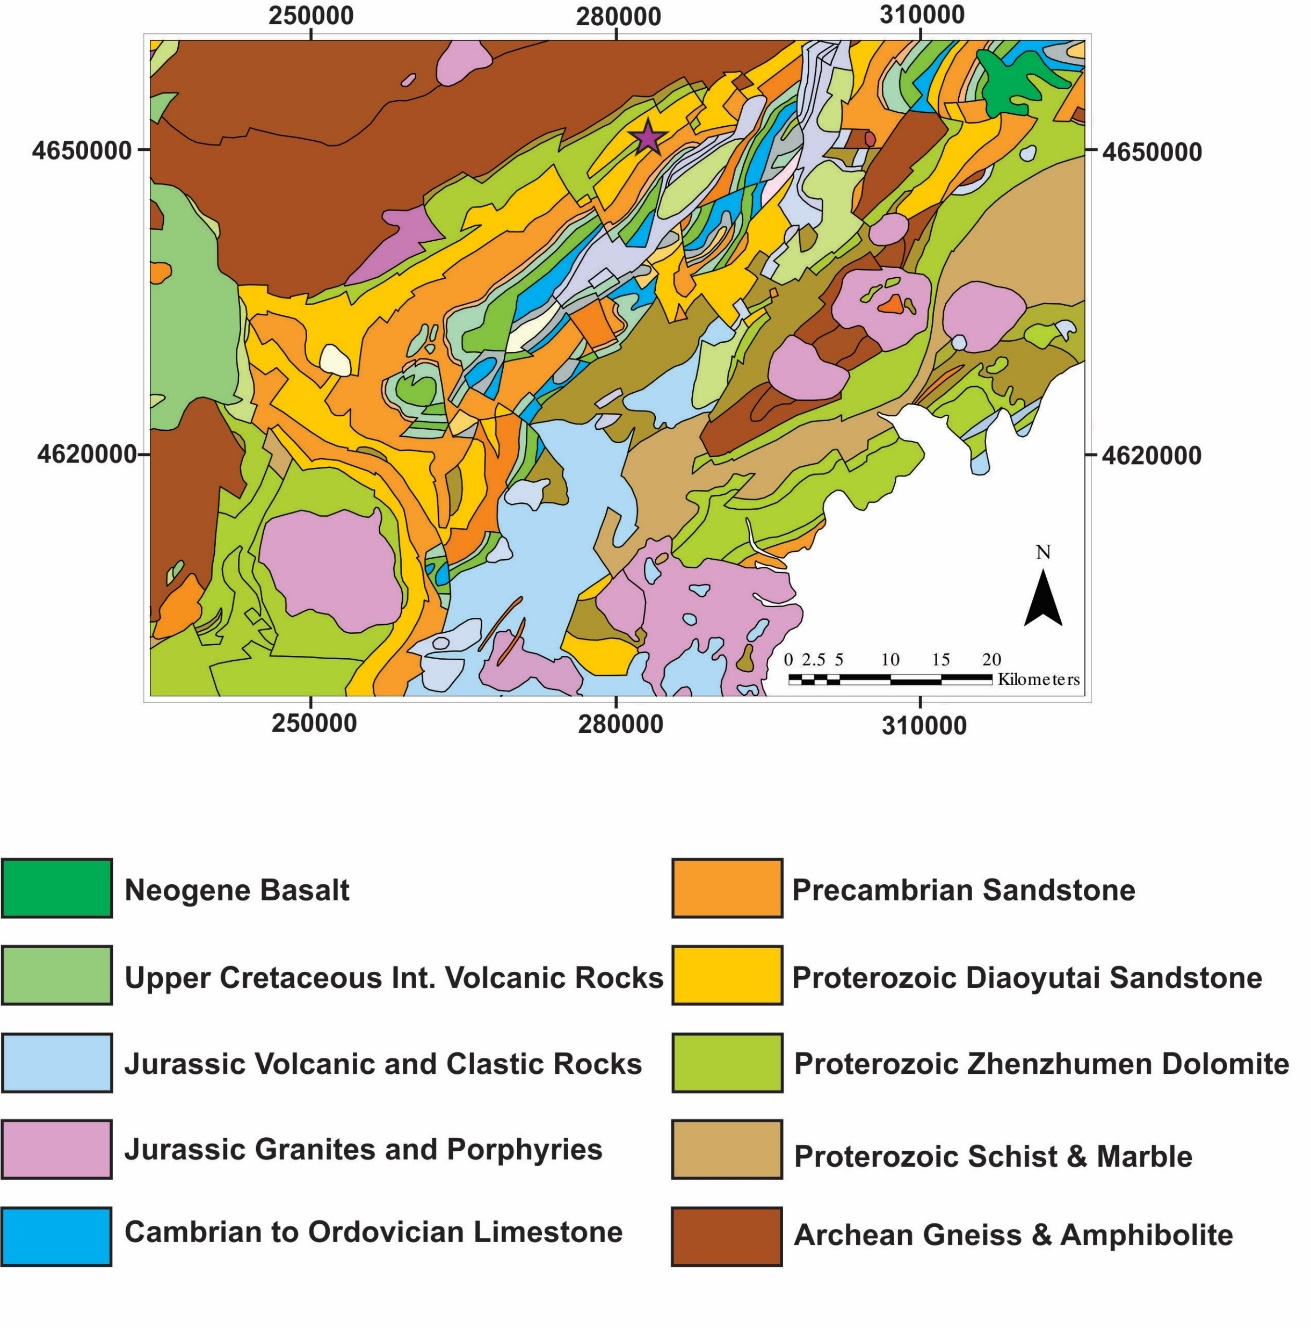 250000 280000 310000
4650000 4650000
4620000 4620000
N
0 2.5 5 10 15 20
Kilometers
250000 280000 310000
Neogene Basalt
Precambrian Sandstone
Upper Cretaceous Int. Volcanic Rocks
Proterozoic Diaoyutai Sandstone
Jurassic Volcanic and Clastic Rocks
Proterozoic Zhenzhumen Dolomite
Jurassic Granites and Porphyries
Proterozoic Schist & Marble
Cambrian to Ordovician Limestone
Archean Gneiss & Amphibolite